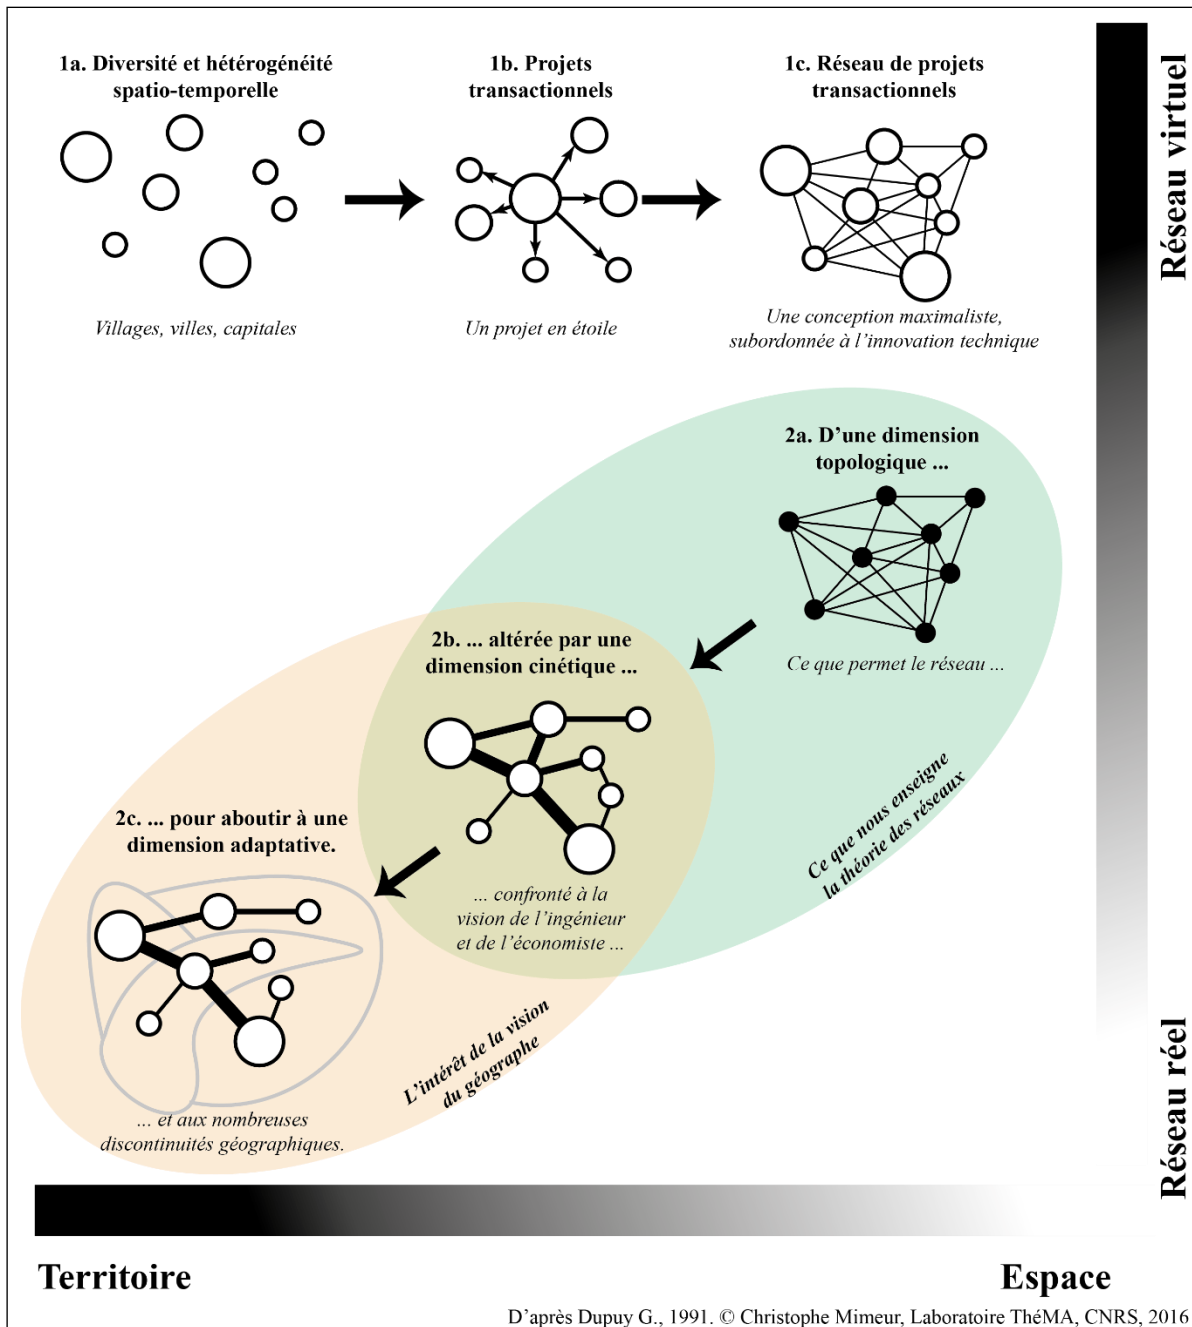 1a. Diversité et hétérogénéité
spatio-temporelle
1b. Projets
transactionnels
1c. Réseau de projets
transactionnels
Réseau virtuel
Villages, villes, capitales
Un projet en étoile
Une conception maximaliste,
subordonnée à l'innovation technique
2a. D'une dimension
topologique ...
Ce que permet le réseau ...
2b. ... altérée par une
dimension cinétique ...
... confronté à la
vision de l'ingénieur
et de l'économiste ...
Ce que nous enseigne
la théorie des réseaux
2c. ... pour aboutir à une
dimension adaptative.
... et aux nombreuses
discontinuités géographiques.
L'intérêt de la vision
du géographe
Réseau réel
Territoire
Espace
D'après Dupuy G., 1991. © Christophe Mimeur, Laboratoire ThéMA, CNRS, 2016